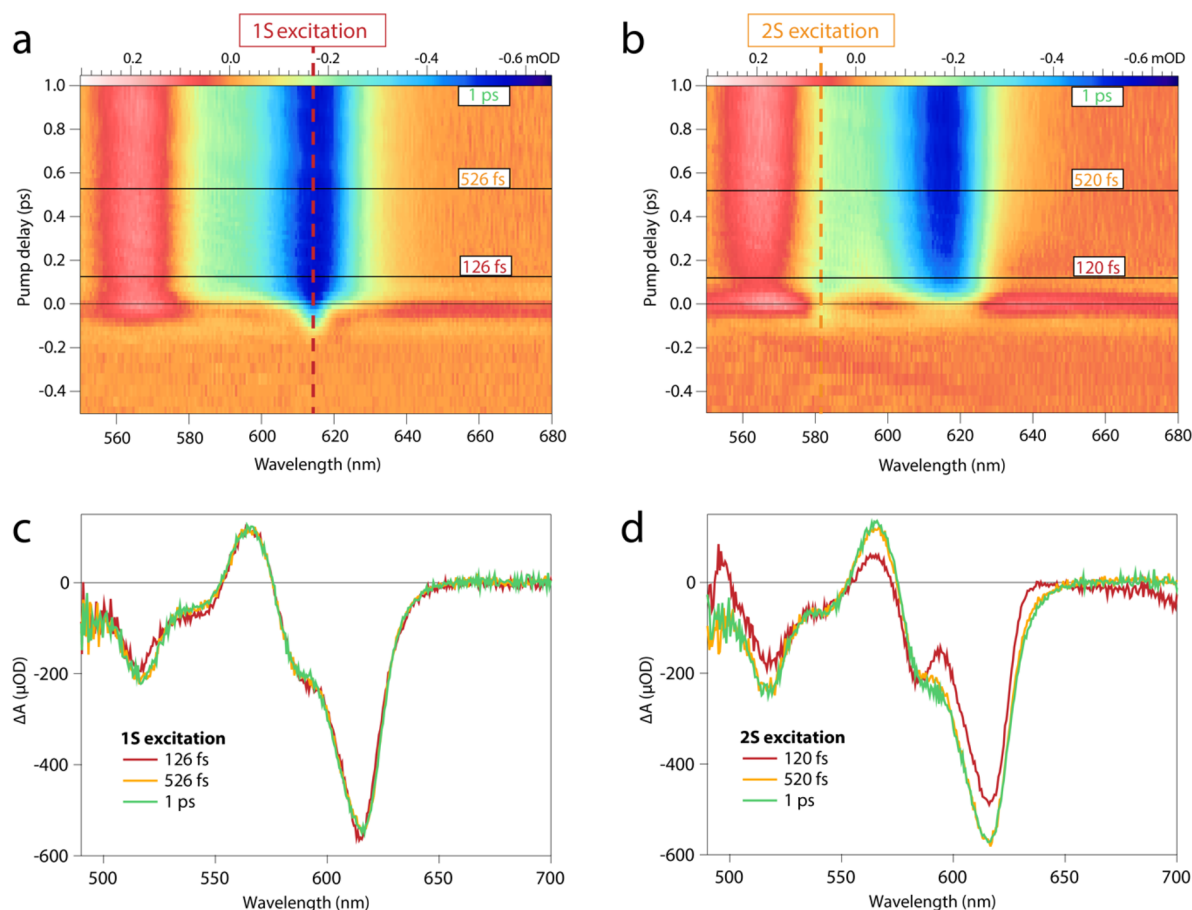 a
1S excitation
0.2 0.0 -0.2 -0.4 -0.6 mOD
1.0
0.8
0.6
0.4
0.2
0.0
-0.2
-0.4
Pump delay (ps)
1 ps
526 fs
126 fs
560 580 600 620 640 660 680
Wavelength (nm)
b
2S excitation
0.2 0.0 -0.2 -0.4 -0.6 mOD
1.0
0.8
0.6
0.4
0.2
0.0
-0.2
-0.4
Pump delay (ps)
1 ps
520 fs
120 fs
560 580 600 620 640 660 680
Wavelength (nm)
c
0
-200
-400
-600
ΔA (μOD)
1S excitation
126 fs
526 fs
1 ps
500 550 600 650 700
Wavelength (nm)
d
0
-200
-400
-600
ΔA (μOD)
2S excitation
120 fs
520 fs
1 ps
500 550 600 650 700
Wavelength (nm)